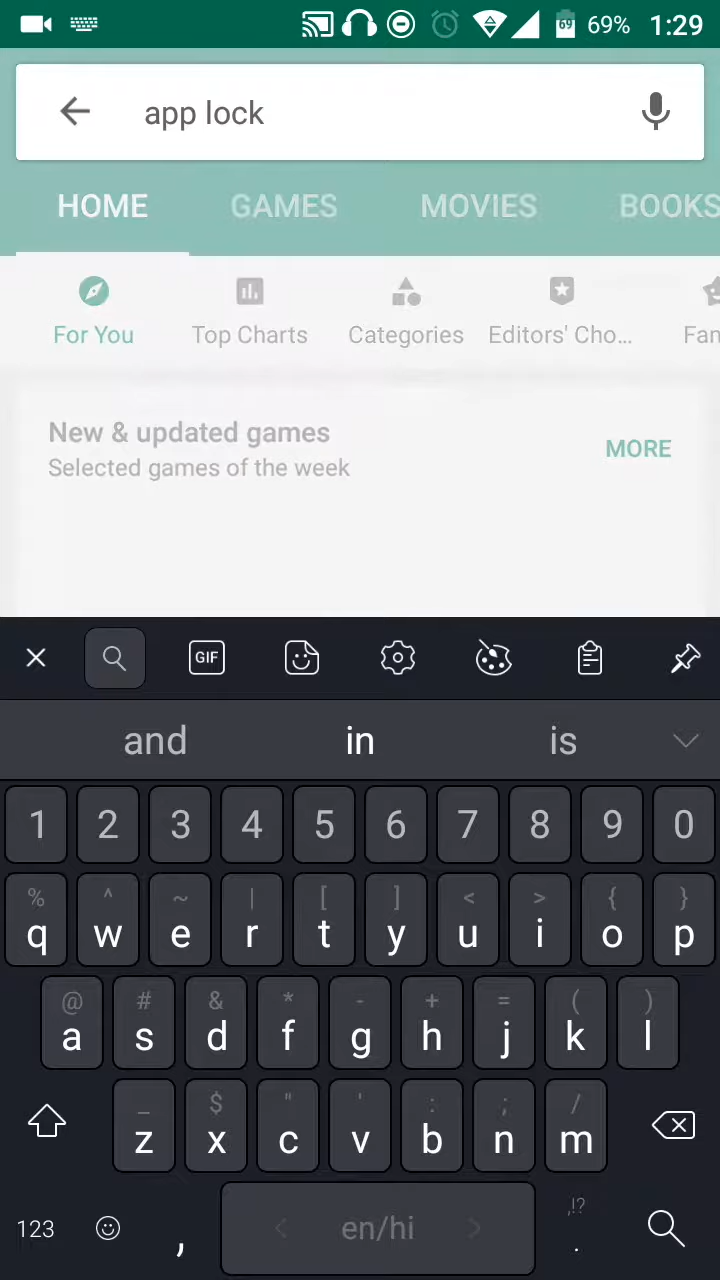 69 69% 1:29
app lock
HOME GAMES MOVIES BOOKS
For You Top Charts Categories Editors' Cho... Fan
New & updated games
MORE
Selected games of the week
GIF
and in is
1 2 3 4 5 6 7 8 9 0
% ^ ~ | [ ] < > { }
q w e r t y u i o p
@ # & * - + = ( )
a s d f g h j k l
_ $ " ' : ; /
z x c v b n m
,!?
123 , < en/hi > .